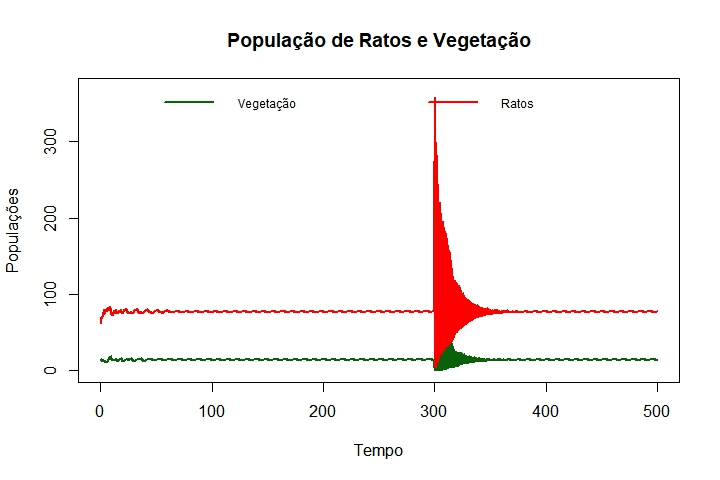 População de Ratos e Vegetação
Vegetação Ratos
Populações
300
200
100
0
0 100 200 300 400 500
Tempo